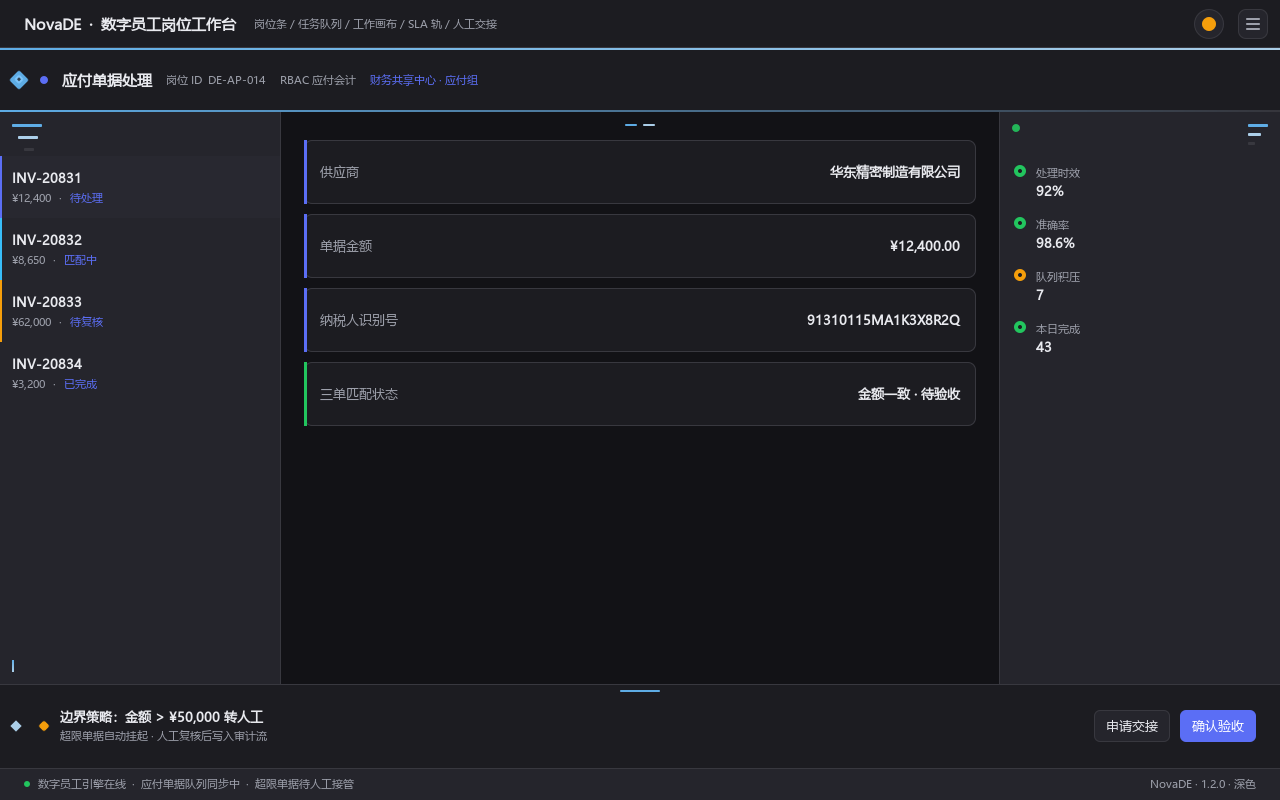 NovaDE · 数字员工岗位工作台 岗位条 / 任务队列 / 工作画布 / SLA 轨 / 人工交接
应付单据处理 岗位 ID DE-AP-014 RBAC 应付会计 财务共享中心 · 应付组
INV-20831
¥12,400 · 待处理
INV-20832
¥8,650 · 匹配中
INV-20833
¥62,000 · 待复核
INV-20834
¥3,200 · 已完成
供应商 华东精密制造有限公司
单据金额 ¥12,400.00
纳税人识别号 91310115MA1K3X8R2Q
三单匹配状态 金额一致 · 待验收
处理时效
92%
准确率
98.6%
队列积压
7
本日完成
43
边界策略：金额 > ¥50,000 转人工
超限单据自动挂起 · 人工复核后写入审计流
申请交接 确认验收
数字员工引擎在线 · 应付单据队列同步中 · 超限单据待人工接管 NovaDE · 1.2.0 · 深色